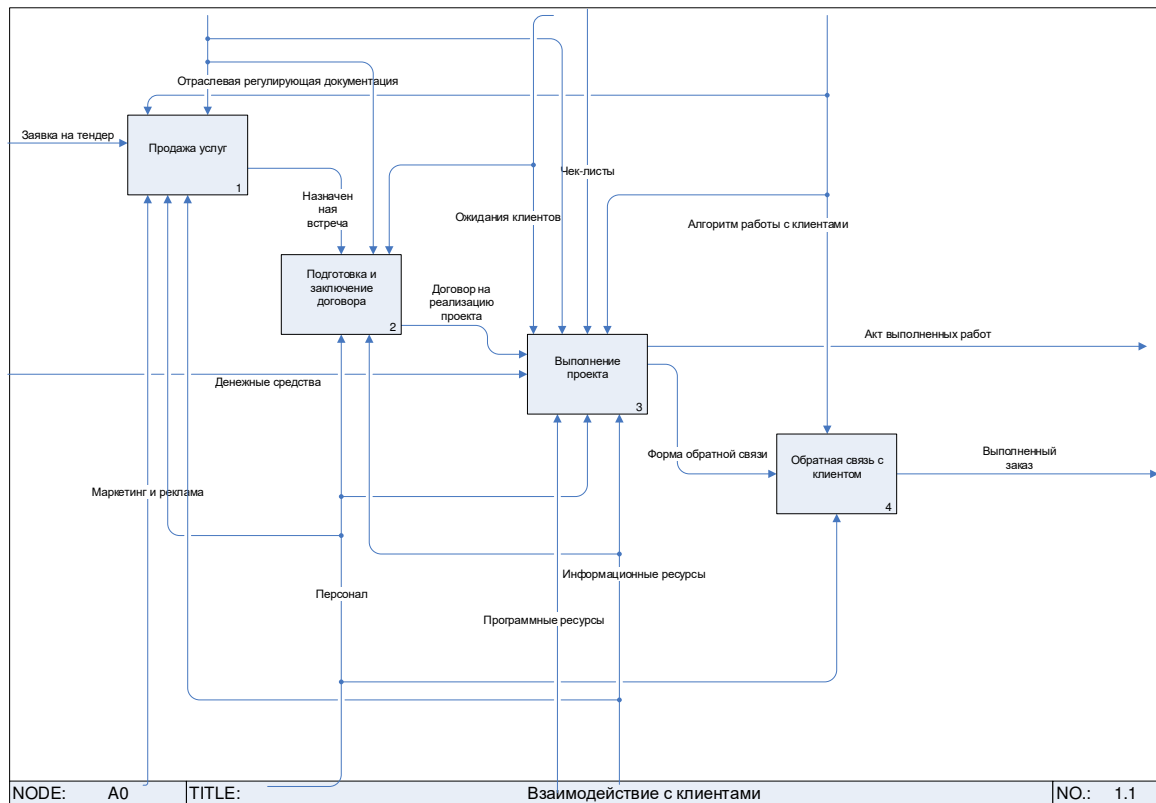 Отраслевая регулирующая документация
Заявка на тендер
Продажа услуг
1
Назначен
ная
встреча
Чек-листы
Ожидания клиентов
Алгоритм работы с клиентами
Подготовка и
заключение
договора
2
Договор на
реализацию
проекта
Акт выполненных работ
Выполнение
проекта
3
Денежные средства
Форма обратной связи
Обратная связь с
клиентом
4
Выполненный
заказ
Маркетинг и реклама
Информационные ресурсы
Персонал
Программные ресурсы
NODE: A0 TITLE: Взаимодействие с клиентами NO.: 1.1